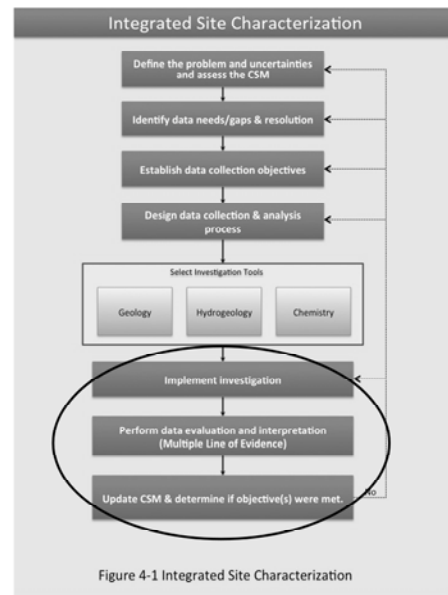 Integrated Site Characterization
Define the problem and uncertainties
and assess the CSM
Identify data needs/gaps & resolution
Establish data collection objectives
Design data collection & analysis
process
Select Investigation Tools
Geology
Hydrogeology
Chemistry
Implement investigation
Perform data evaluation and interpretation
(Multiple Line of Evidence)
Update CSM & determine if objective(s) were met.
No
Figure 4-1 Integrated Site Characterization